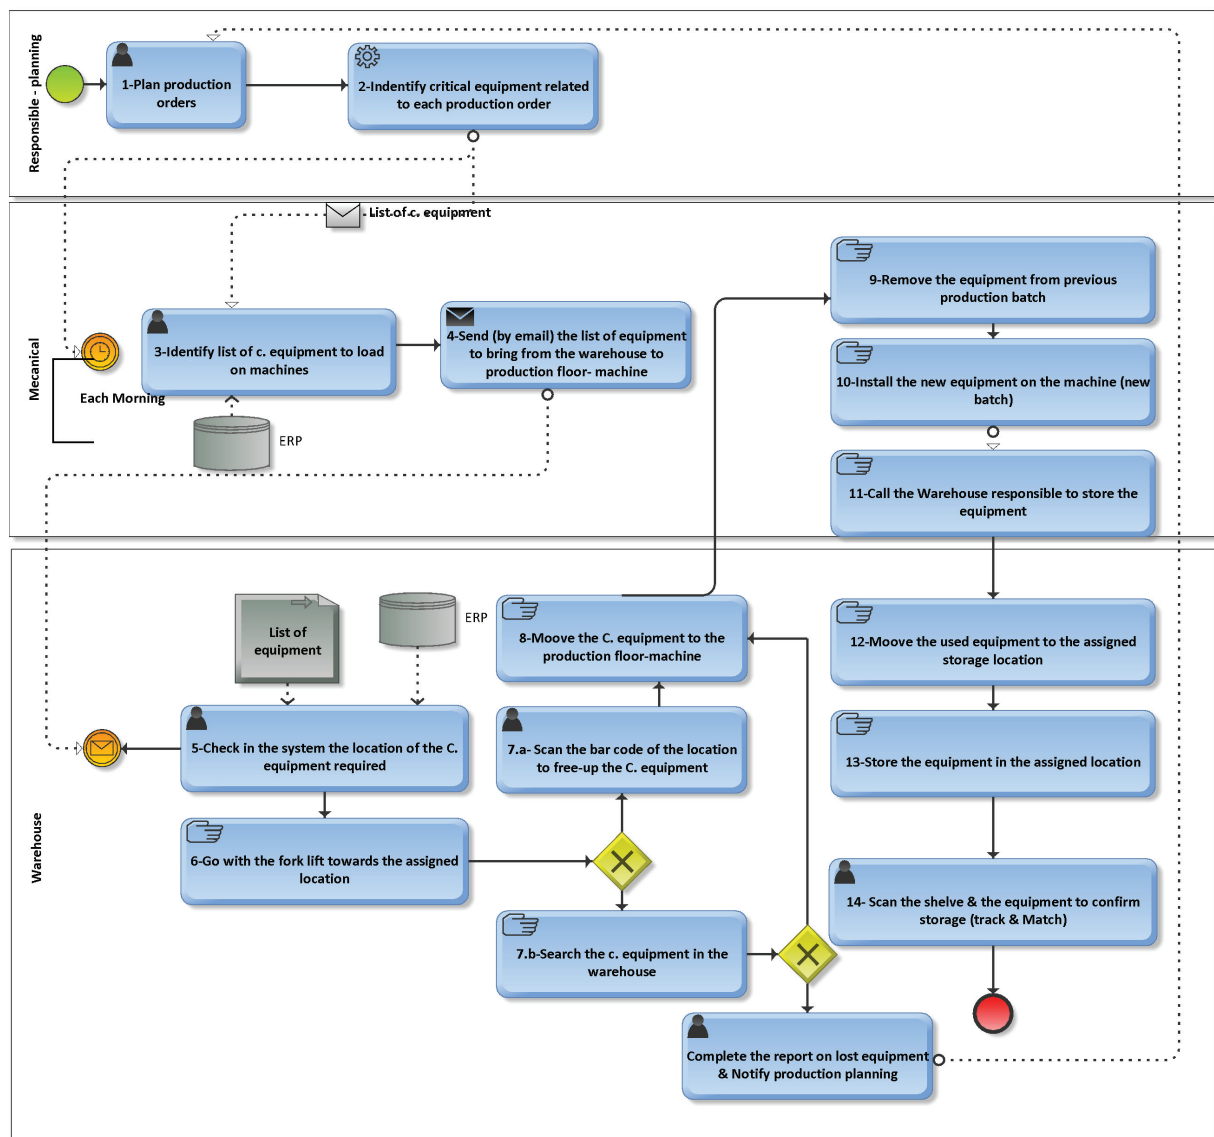 Responsible - planning
1-Plan production
orders
2-Indentify critical equipment related
to each production order
List of c. equipment
Mecanical
Each Morning
3-Identify list of c. equipment to load
on machines
ERP
4-Send (by email) the list of equipment
to bring from the warehouse to
production floor- machine
9-Remove the equipment from previous
production batch
10-Install the new equipment on the machine (new
batch)
11-Call the Warehouse responsible to store the
equipment
Warehouse
List of
equipment
ERP
5-Check in the system the location of the C.
equipment required
6-Go with the fork lift towards the assigned
location
8-Moove the C. equipment to the
production floor-machine
7.a- Scan the bar code of the location
to free-up the C. equipment
7.b-Search the c. equipment in the
warehouse
Complete the report on lost equipment
& Notify production planning
12-Moove the used equipment to the assigned
storage location
13-Store the equipment in the assigned location
14- Scan the shelve & the equipment to confirm
storage (track & Match)